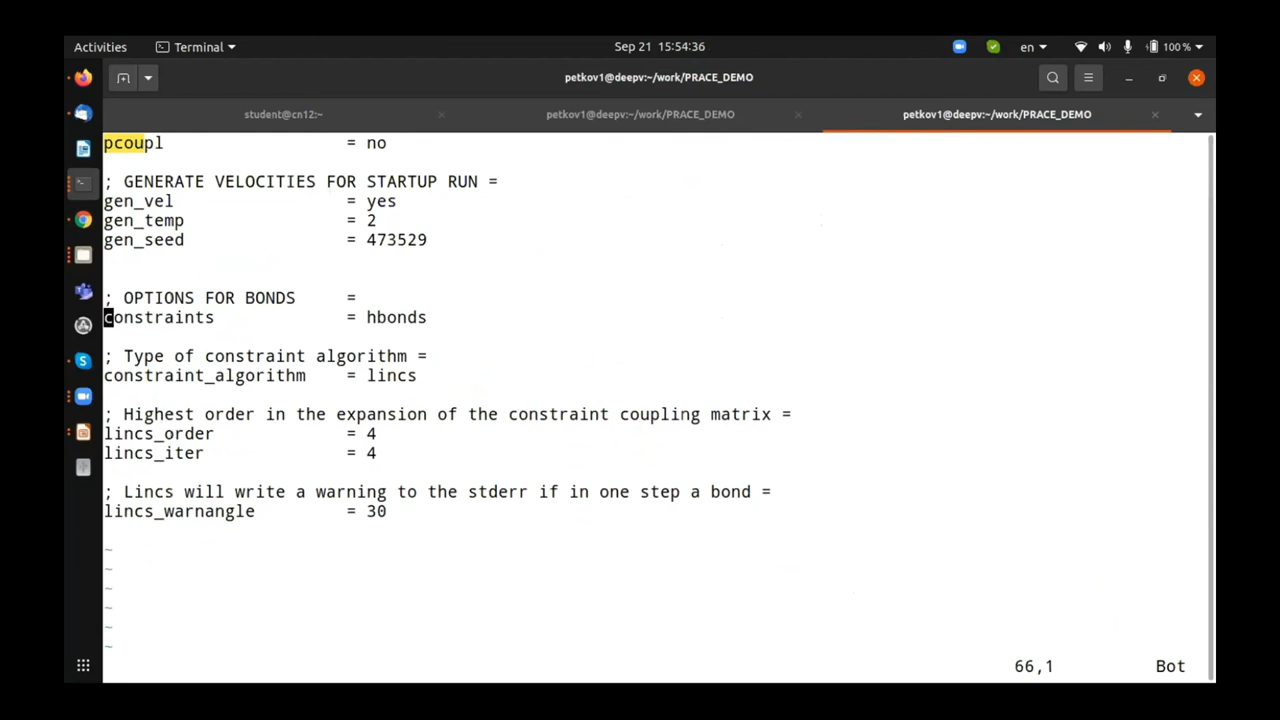 Activities Terminal Sep 21 15:54:36 en 100 %
petkov1@deepv:~/work/PRACE_DEMO
student@cn12:~ petkov1@deepv:~/work/PRACE_DEMO petkov1@deepv:~/work/PRACE_DEMO
pcoupl = no
; GENERATE VELOCITIES FOR STARTUP RUN =
gen_vel = yes
gen_temp = 2
gen_seed = 473529
; OPTIONS FOR BONDS =
constraints = hbonds
; Type of constraint algorithm =
constraint_algorithm = lincs
; Highest order in the expansion of the constraint coupling matrix =
lincs_order = 4
lincs_iter = 4
; Lincs will write a warning to the stderr if in one step a bond =
lincs_warnangle = 30
~
~
~
~
~
~
66,1 Bot